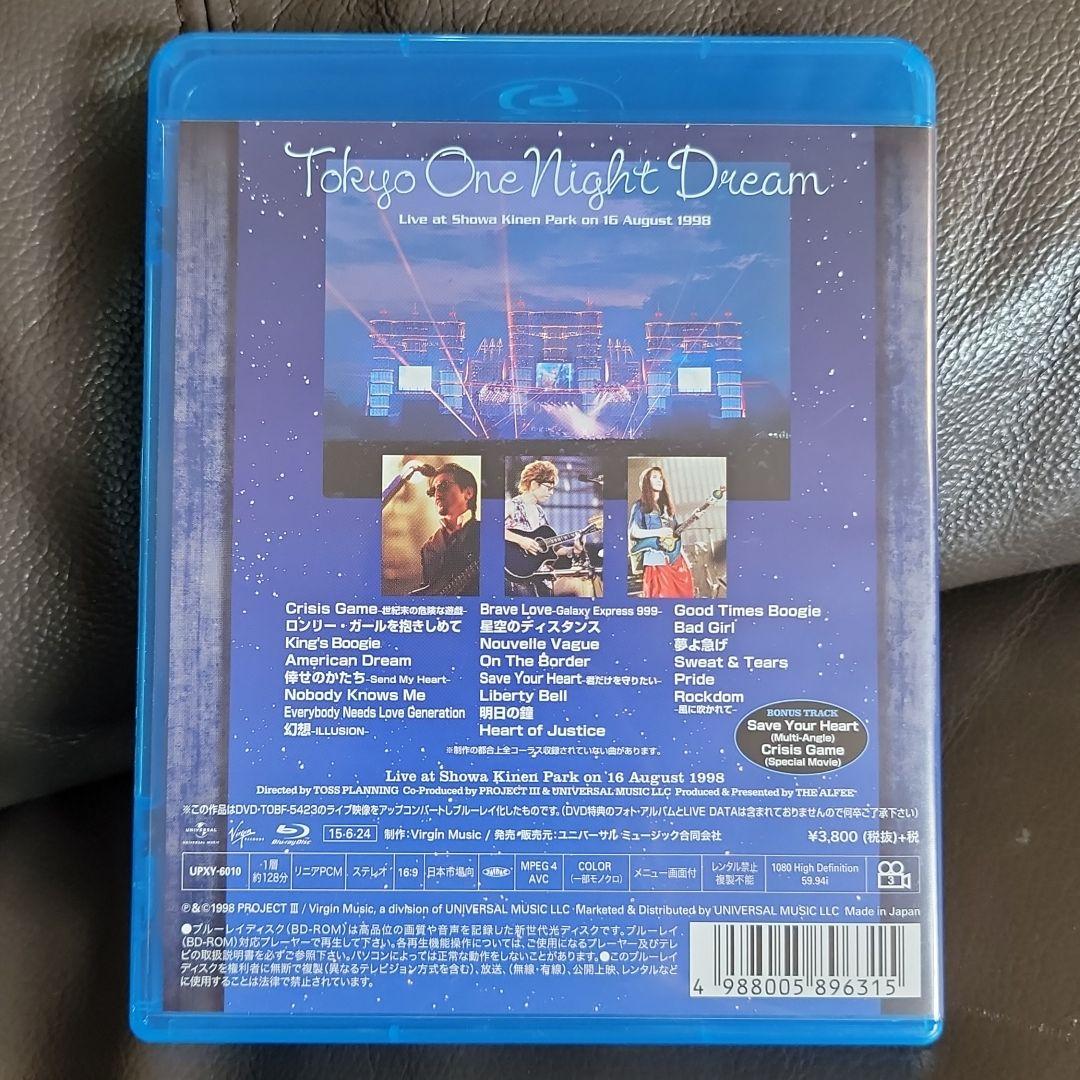 Tokyo One Night Dream
Live at Showa Kinen Park on 16 August 1998
Crisis Game-世紀末の危険な遊戯-
ロンリー・ガールを抱きしめて
King's Boogie
American Dream
倖せのかたち-Send My Heart-
Nobody Knows Me
Everybody Needs Love Generation
幻想-ILLUSION-
Brave Love-Galaxy Express 999-
星空のディスタンス
Nouvelle Vague
On The Border
Save Your Heart-君だけを守りたい-
Liberty Bell
明日の鐘
Heart of Justice
Good Times Boogie
Bad Girl
夢よ急げ
Sweat & Tears
Pride
Rockdom
-風に吹かれて-
BONUS TRACK
Save Your Heart
(Multi-Angle)
Crisis Game
(Special Movie)
※制作の都合上全コーラス収録されていない曲があります。
Live at Showa Kinen Park on 16 August 1998
Directed by TOSS PLANNING Co-Produced by PROJECT III & UNIVERSAL MUSIC LLC Produced & Presented by THE ALFEE
※この作品はDVD・TOBF-5423のライブ映像をアップコンバートしブルーレイ化したものです。(DVD特典のフォト・アルバムとLIVE DATAは含まれておりませんので何卒ご了承下さい)
UNIVERSAL
UNIVERSAL MUSIC
Virgin
RECORDS
Blu-ray Disc
15・6・24
制作:Virgin Music / 発売・販売元:ユニバーサル ミュージック合同会社
¥3,800 (税抜)+税
UPXY-6010
1層
約128分
リニアPCM
ステレオ
16:9
日本市場向
MPEG 4
AVC
COLOR
(一部モノクロ)
メニュー画面付
レンタル禁止
複製不能
1080 High Definition
59.94i
3
℗&©1998 PROJECT III / Virgin Music, a division of UNIVERSAL MUSIC LLC・Marketed & Distributed by UNIVERSAL MUSIC LLC Made in Japan
●ブルーレイディスク(BD-ROM)は高品位の画質や音声を記録した新世代光ディスクです。ブルーレイ
(BD-ROM)対応プレーヤーで再生して下さい。各再生機能操作については、ご使用になるプレーヤー及びテレ
ビの取扱説明書を必ずご参照下さい。パソコンによっては正常な動作をしないことがあります。●このブルーレイ
ディスクを権利者に無断で複製(異なるテレビジョン方式を含む)、放送、(無線・有線)、公開上映、レンタルなど
に使用することは法律で禁止されています。
4 988005 896315